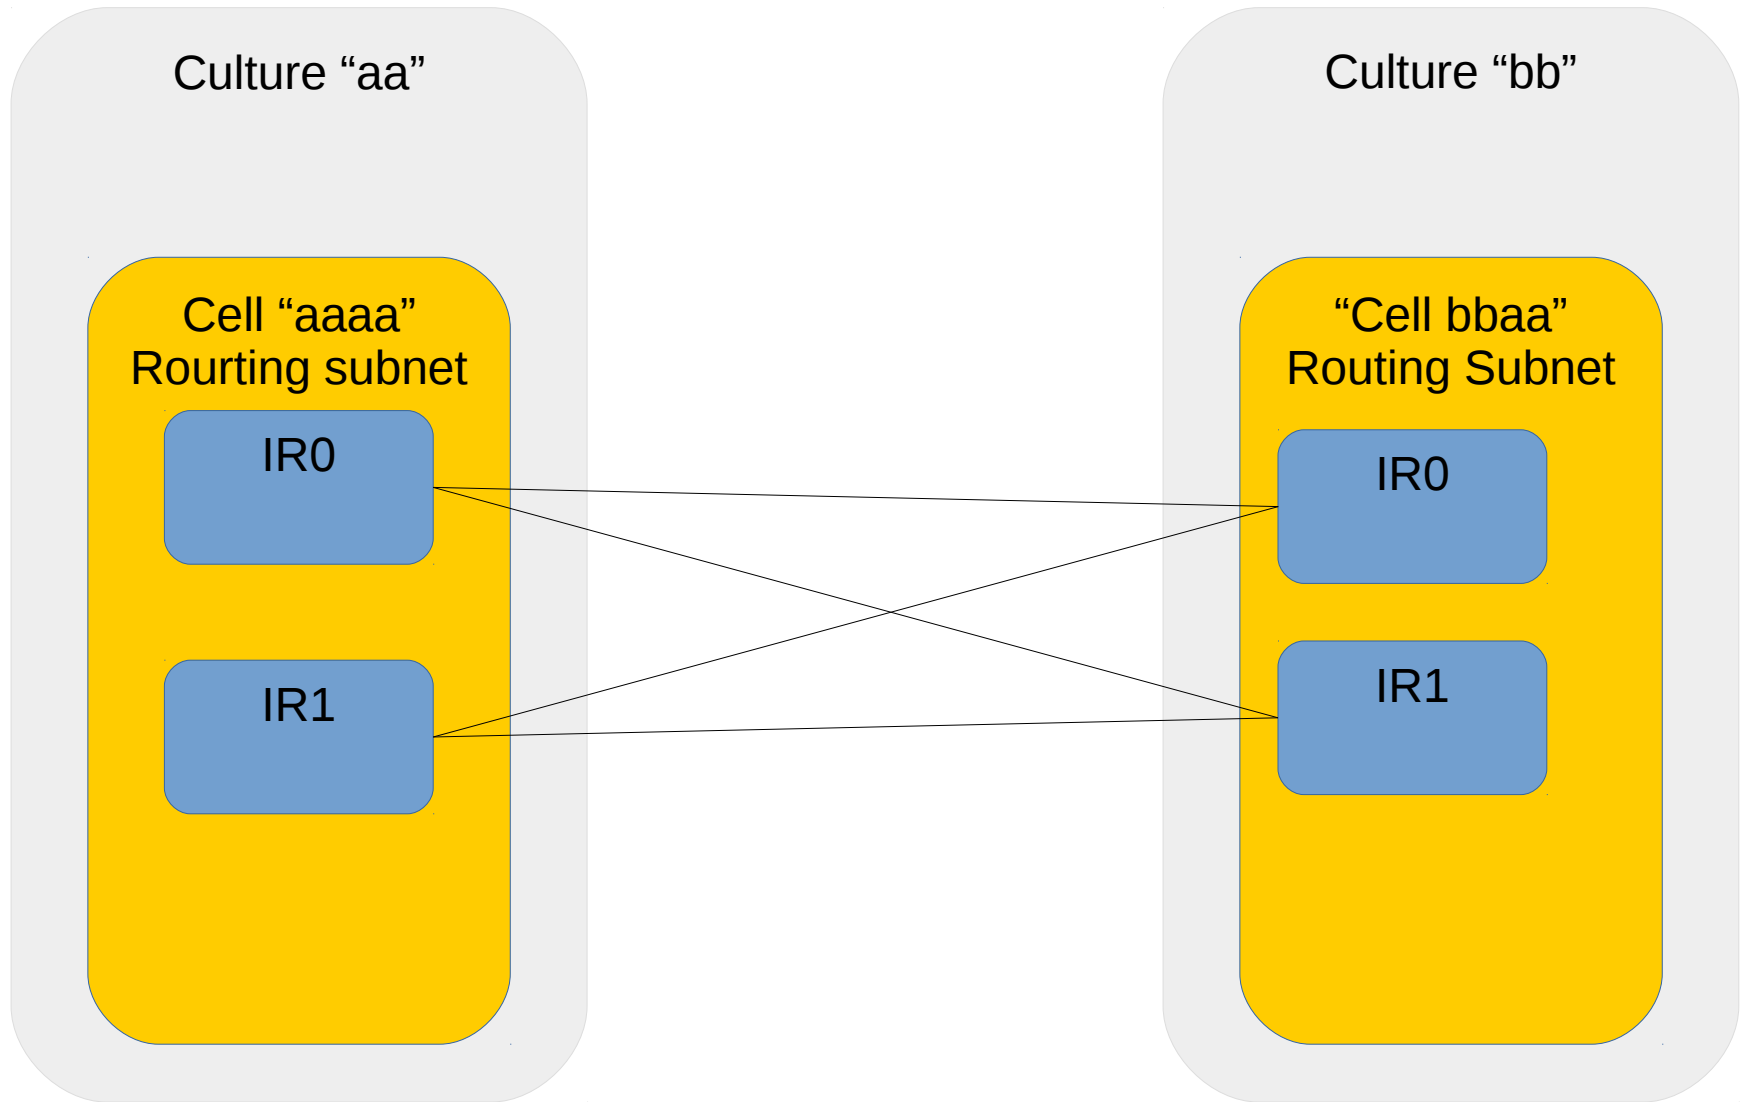 Culture “aa”
Cell “aaaa”
Rourting subnet
IR0
IR1
Culture “bb”
“Cell bbaa”
Routing Subnet
IR0
IR1